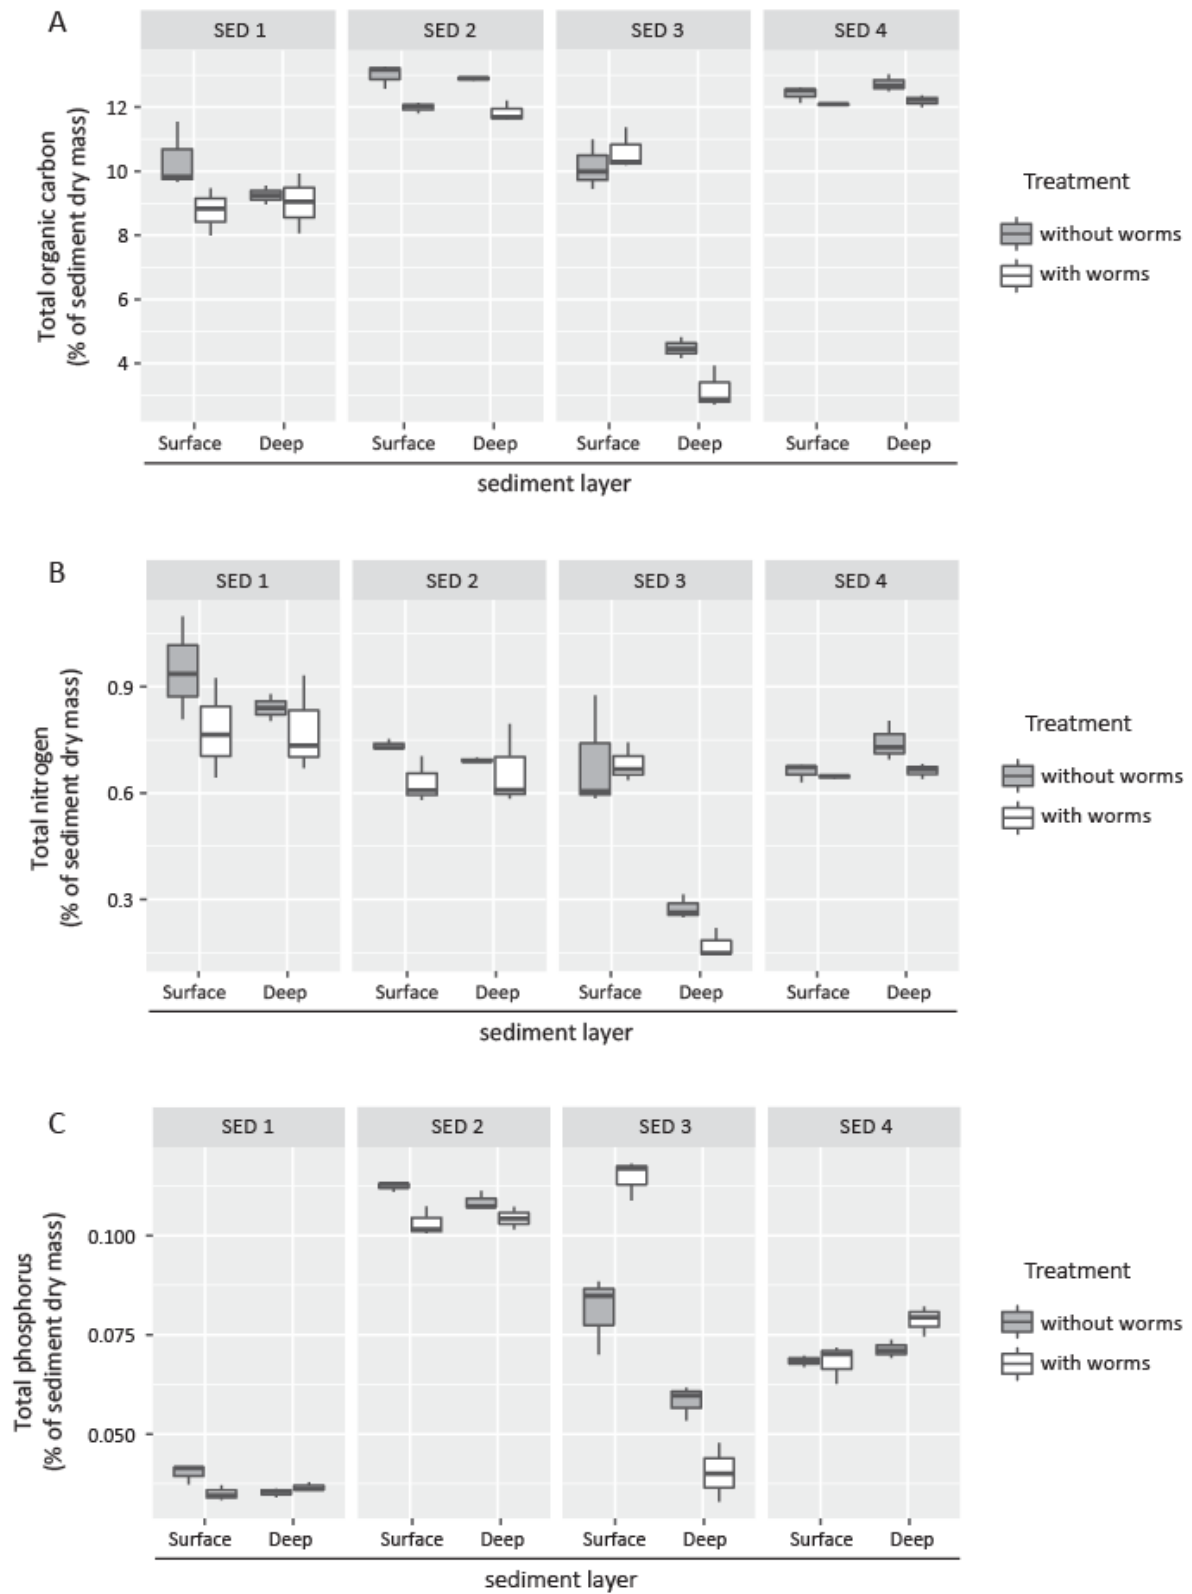 A
SED 1 SED 2 SED 3 SED 4
Total organic carbon
(% of sediment dry mass)
12
10
8
6
4
Surface Deep Surface Deep Surface Deep Surface Deep
sediment layer
Treatment
without worms
with worms
B
SED 1 SED 2 SED 3 SED 4
Total nitrogen
(% of sediment dry mass)
0.9
0.6
0.3
Surface Deep Surface Deep Surface Deep Surface Deep
sediment layer
Treatment
without worms
with worms
C
SED 1 SED 2 SED 3 SED 4
Total phosphorus
(% of sediment dry mass)
0.100
0.075
0.050
Surface Deep Surface Deep Surface Deep Surface Deep
sediment layer
Treatment
without worms
with worms